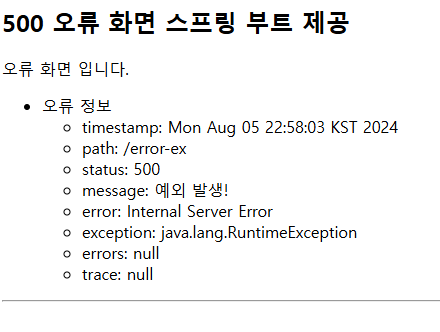 500 오류 화면 스프링 부트 제공
오류 화면 입니다.
오류 정보
timestamp: Mon Aug 05 22:58:03 KST 2024
path: /error-ex
status: 500
message: 예외 발생!
error: Internal Server Error
exception: java.lang.RuntimeException
errors: null
trace: null